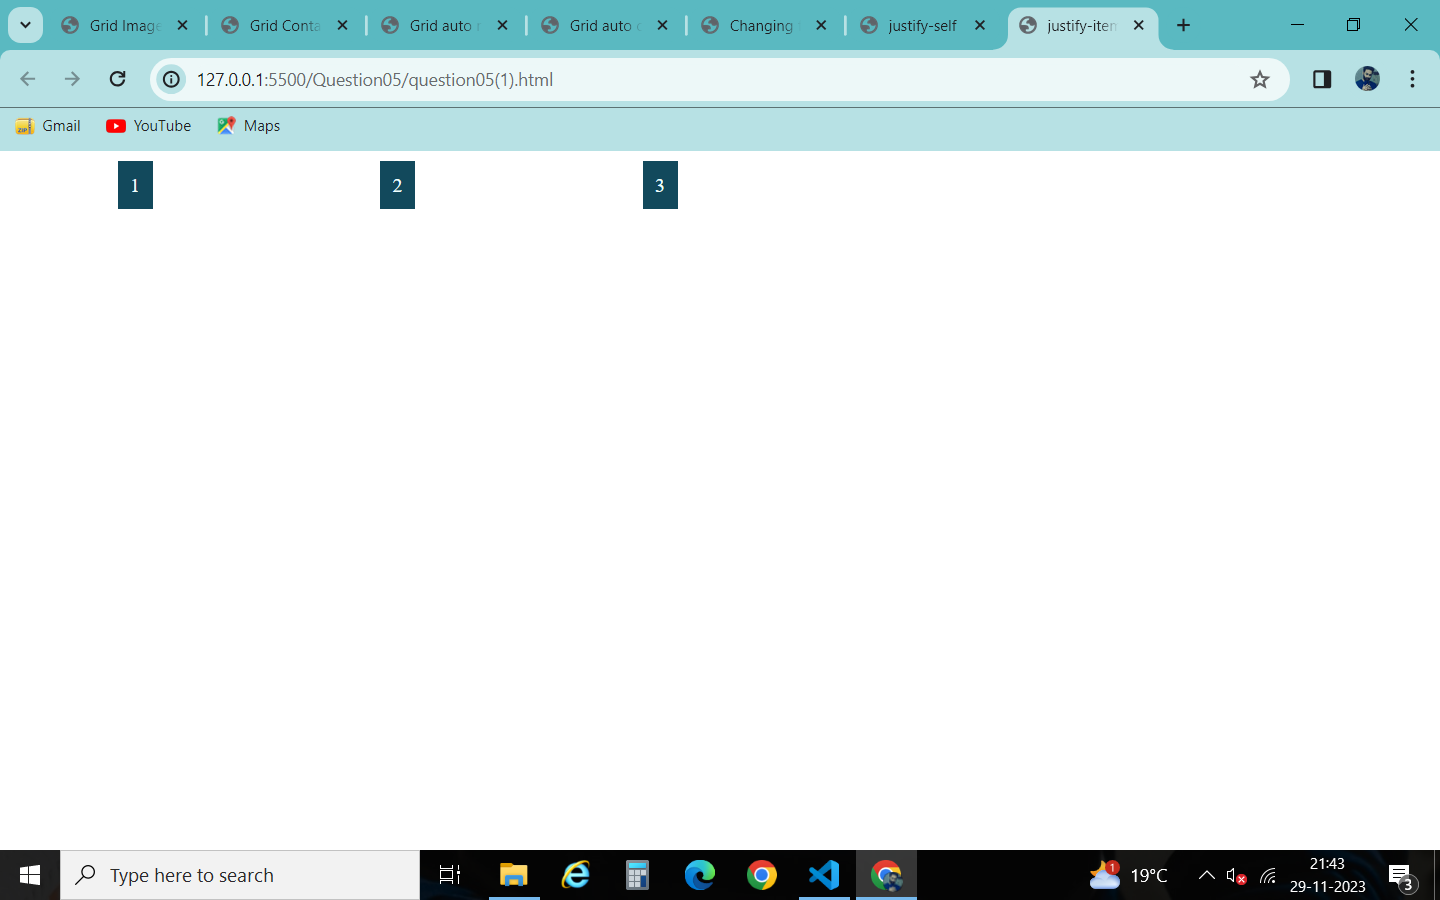 Grid Image Grid Conta Grid auto Grid auto Changing justify-self justify-item
127.0.0.1:5500/Question05/question05(1).html
Gmail YouTube Maps
1 2 3
Type here to search
1 19°C
21:43
29-11-2023
3